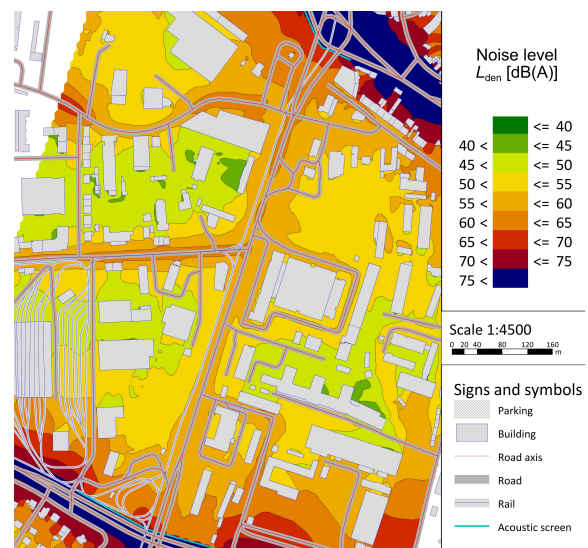 Noise level
Lden [dB(A)]
<= 40
40 < <= 45
45 < <= 50
50 < <= 55
55 < <= 60
60 < <= 65
65 < <= 70
70 < <= 75
75 <
Scale 1:4500
0 20 40 80 120 160
m
Signs and symbols
Parking
Building
Road axis
Road
Rail
Acoustic screen